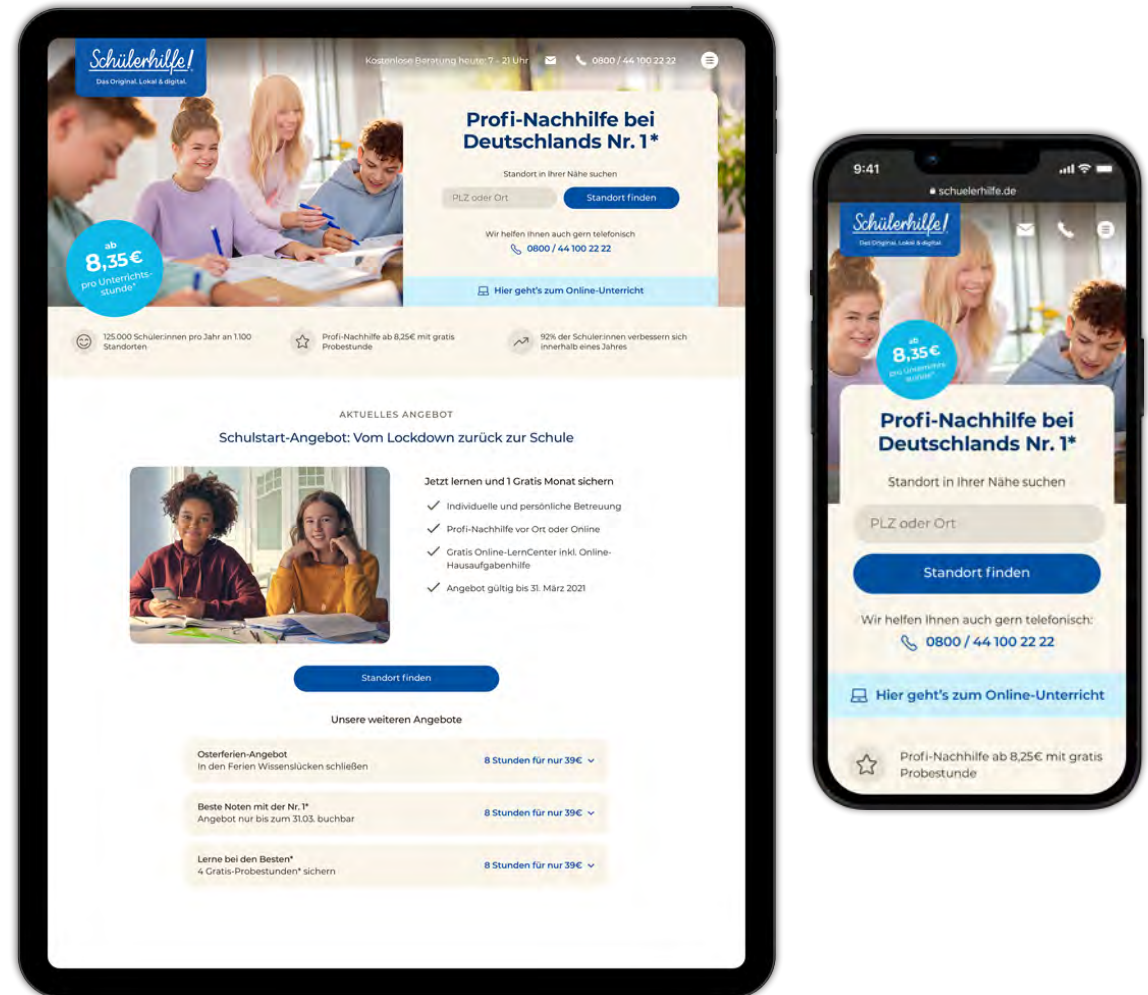 Schülerhilfe!
Das Original. Lokal & digital.
Kostenlose Beratung heute: 7 – 21 Uhr
0800 / 44 100 22 22
Profi-Nachhilfe bei
Deutschlands Nr. 1*
Standort in Ihrer Nähe suchen
PLZ oder Ort
Standort finden
Wir helfen Ihnen auch gern telefonisch
0800 / 44 100 22 22
Hier geht's zum Online-Unterricht
ab
8,35 €
pro Unterrichts-
stunde*
125.000 Schüler:innen pro Jahr an 1.100
Standorten
Profi-Nachhilfe ab 8,25€ mit gratis
Probestunde
92% der Schüler:innen verbessern sich
innerhalb eines Jahres
AKTUELLES ANGEBOT
Schulstart-Angebot: Vom Lockdown zurück zur Schule
Jetzt lernen und 1 Gratis Monat sichern
Individuelle und persönliche Betreuung
Profi-Nachhilfe vor Ort oder Online
Gratis Online-LernCenter inkl. Online-
Hausaufgabenhilfe
Angebot gültig bis 31. März 2021
Standort finden
Unsere weiteren Angebote
Osterferien-Angebot
In den Ferien Wissenslücken schließen
8 Stunden für nur 39€
Beste Noten mit der Nr. 1*
Angebot nur bis zum 31.03. buchbar
8 Stunden für nur 39€
Lerne bei den Besten*
4 Gratis-Probestunden* sichern
8 Stunden für nur 39€
9:41
schuelerhilfe.de
Schülerhilfe!
Das Original. Lokal & digital.
ab
8,35 €
pro Unterrichts-
stunde*
Profi-Nachhilfe bei
Deutschlands Nr. 1*
Standort in Ihrer Nähe suchen
PLZ oder Ort
Standort finden
Wir helfen Ihnen auch gern telefonisch:
0800 / 44 100 22 22
Hier geht's zum Online-Unterricht
Profi-Nachhilfe ab 8,25€ mit gratis
Probestunde